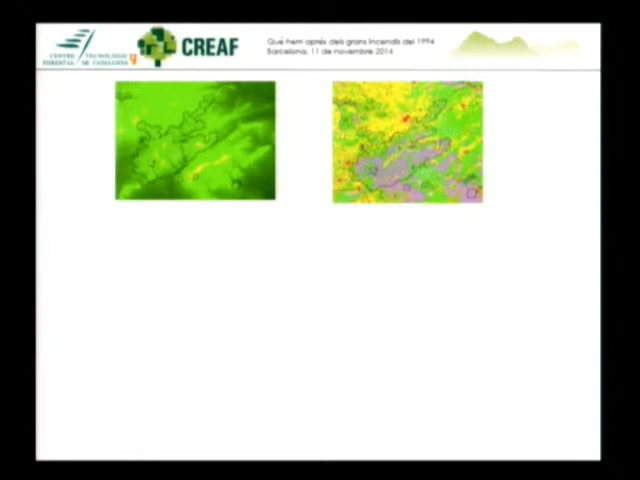 CENTRE TECNOLÒGIC
FORESTAL DE CATALUNYA
CREAF
Què hem après dels grans Incendis del 1994
Barcelona, 11 de novembre 2014